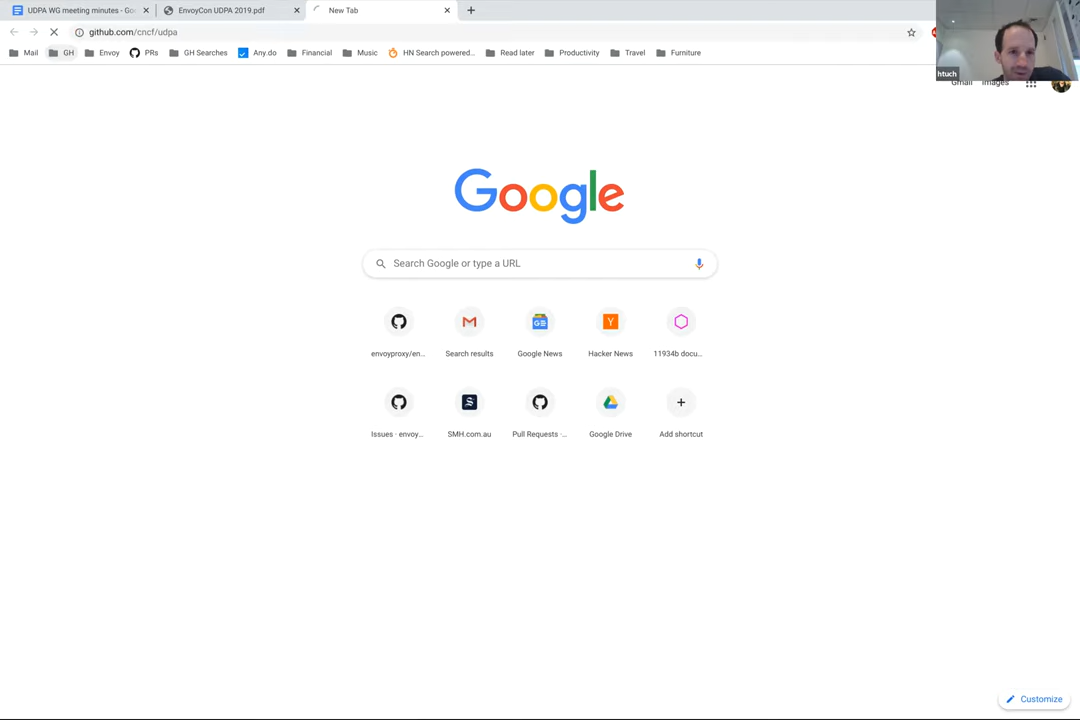 UDPA WG meeting minutes - Goo
EnvoyCon UDPA 2019.pdf
New Tab
github.com/cncf/udpa
Mail
GH
Envoy
PRs
GH Searches
Any.do
Financial
Music
HN Search powered...
Read later
Productivity
Travel
Furniture
htuch
Gmail
Images
Google
Search Google or type a URL
envoyproxy/en...
Search results
Google News
Hacker News
11934b docu...
Issues · envoy...
SMH.com.au
Pull Requests ·...
Google Drive
Add shortcut
Customize